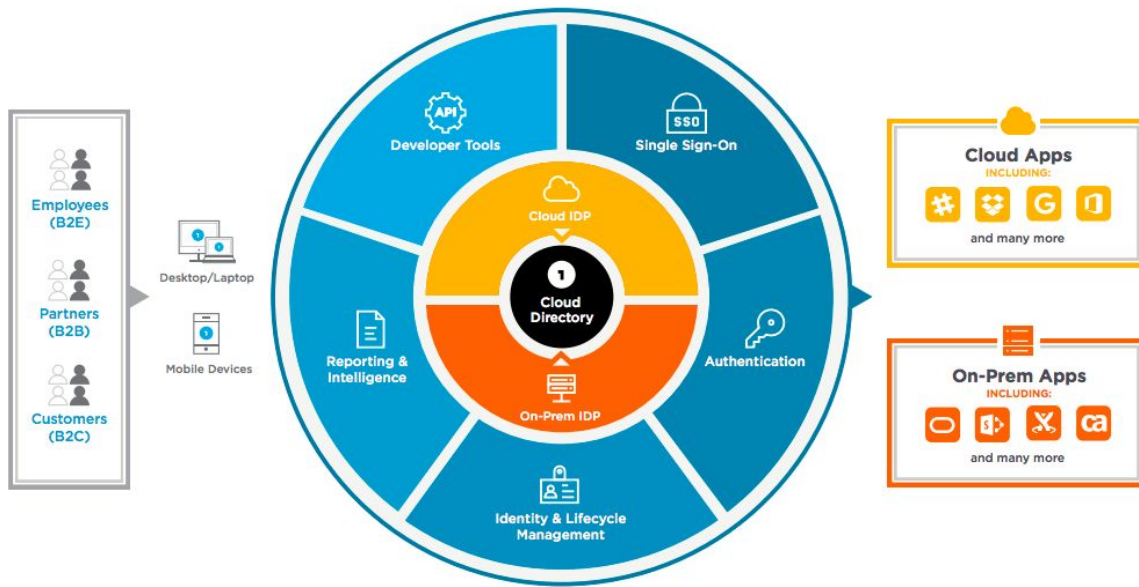 Employees
(B2E)
Partners
(B2B)
Customers
(B2C)
Desktop/Laptop
Mobile Devices
API
Developer Tools
SSO
Single Sign-On
Cloud IDP
1
Cloud
Directory
On-Prem IDP
Reporting &
Intelligence
Authentication
Identity & Lifecycle
Management
Cloud Apps
INCLUDING:
G
and many more
On-Prem Apps
INCLUDING:
S
ca
and many more